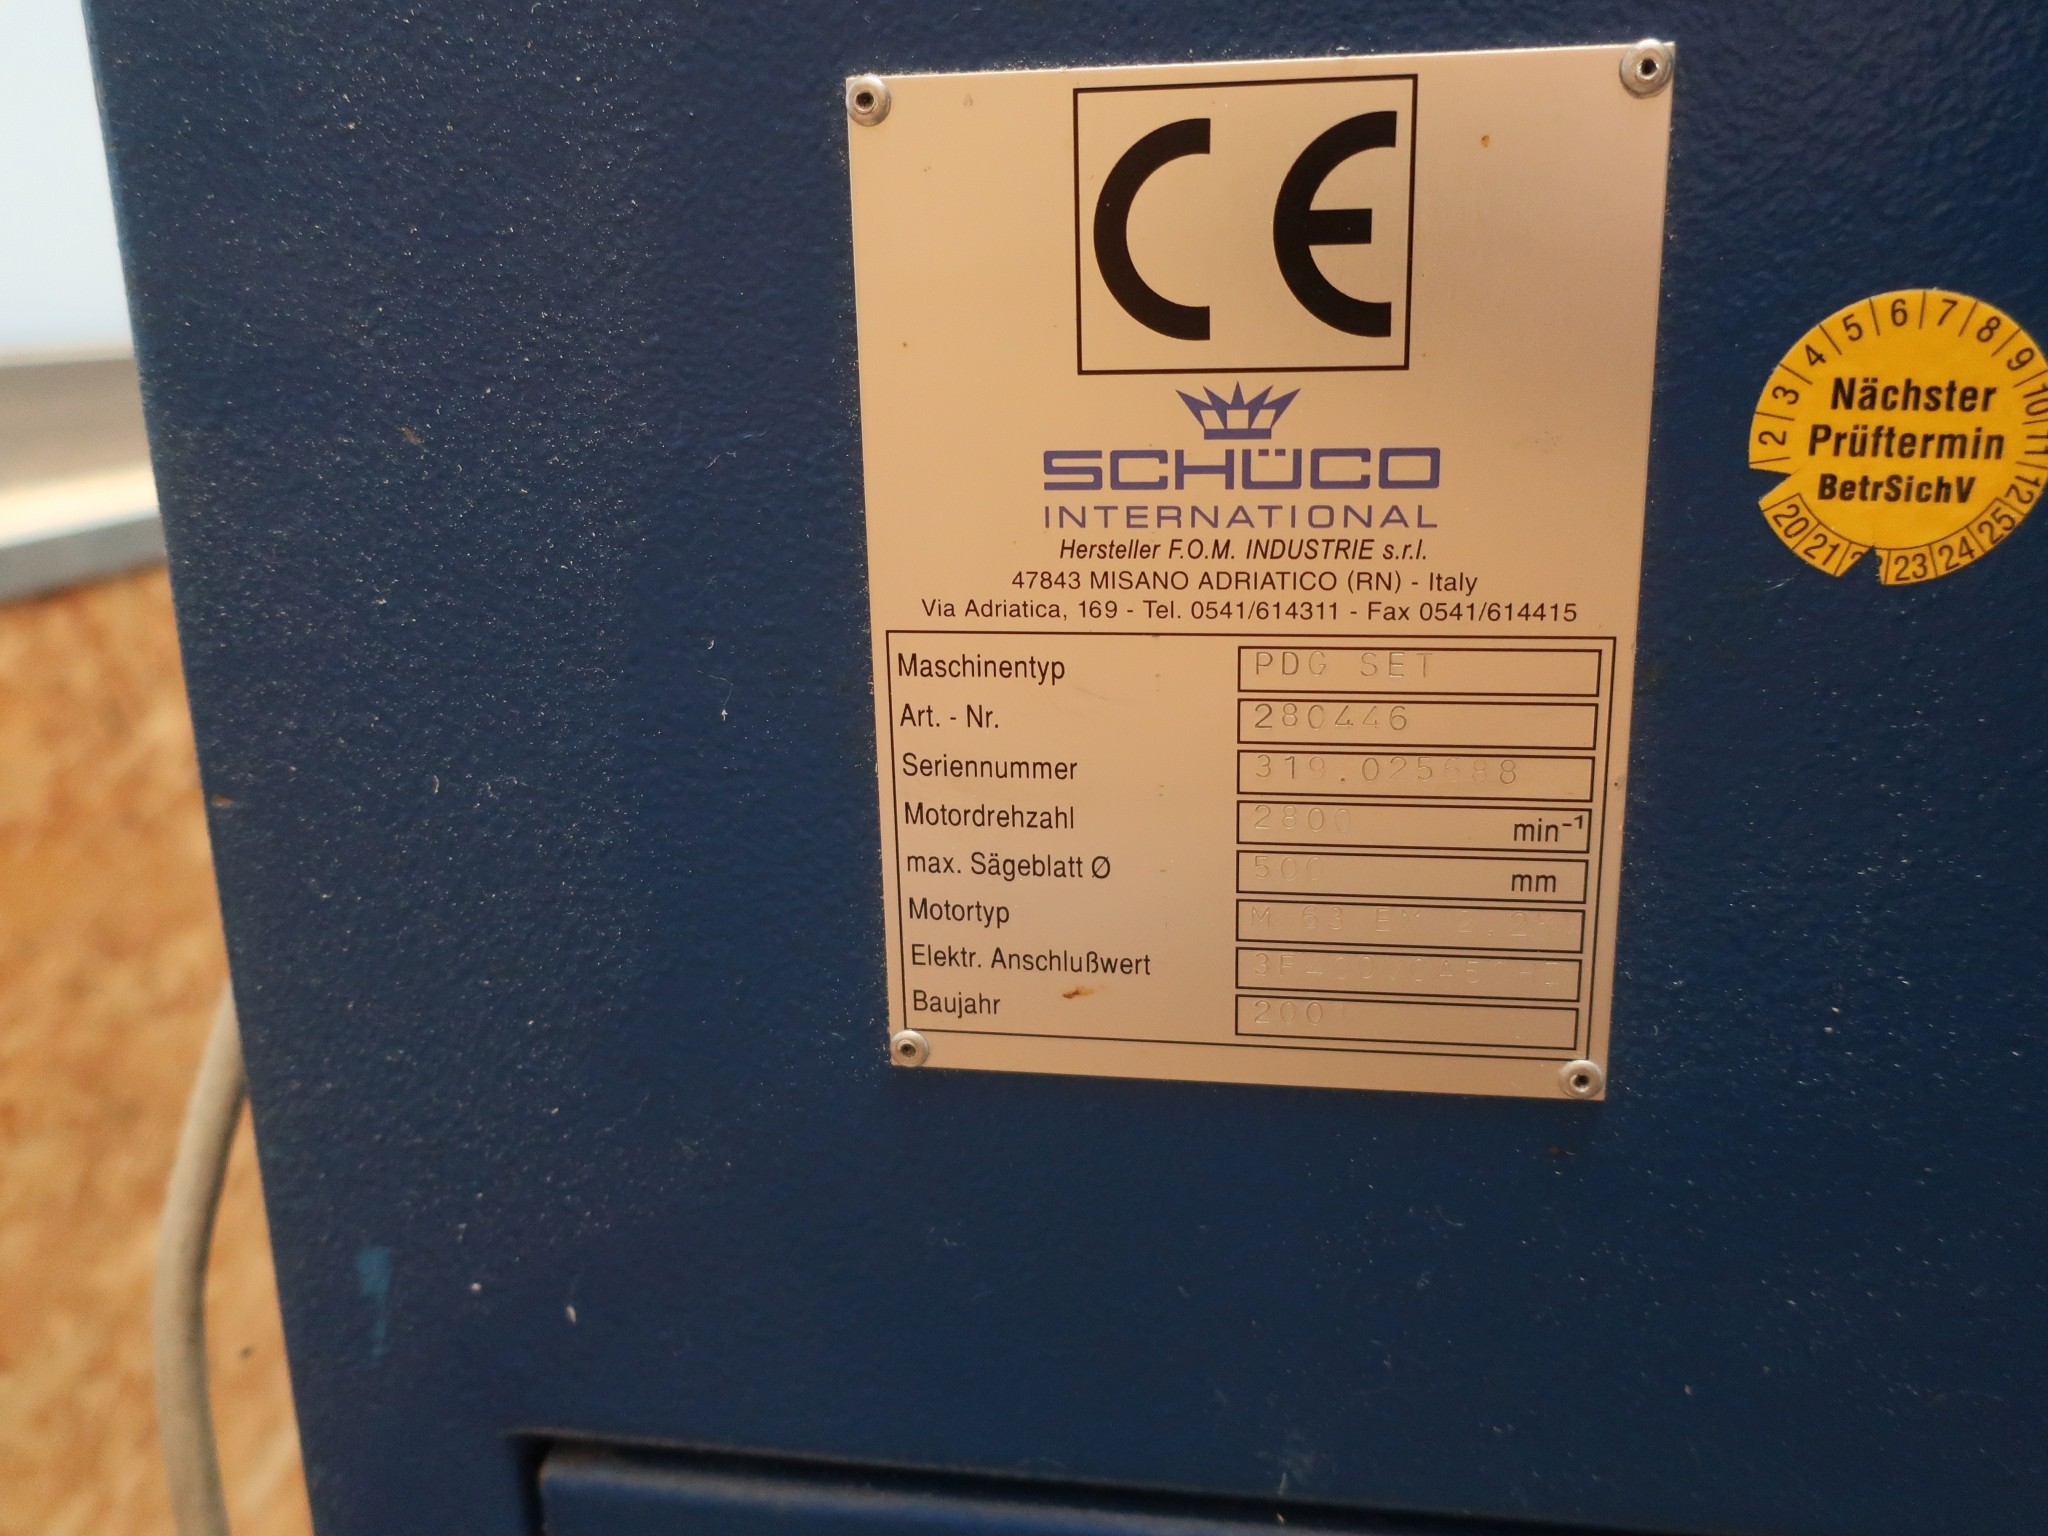 CE
SCHÜCO
INTERNATIONAL
Hersteller F.O.M. INDUSTRIE s.r.l.
47843 MISANO ADRIATICO (RN) - Italy
Via Adriatica, 169 - Tel. 0541/614311 - Fax 0541/614415
Maschinentyp PDG SET
Art. - Nr. 280446
Seriennummer
Motordrehzahl 2800 min⁻¹
max. Sägeblatt Ø 500 mm
Motortyp M 63
Elektr. Anschlußwert
Baujahr
2 3 4 5 6 7 8 9 10 11 12
Nächster
Prüftermin
BetrSichV
20 21 23 24 25